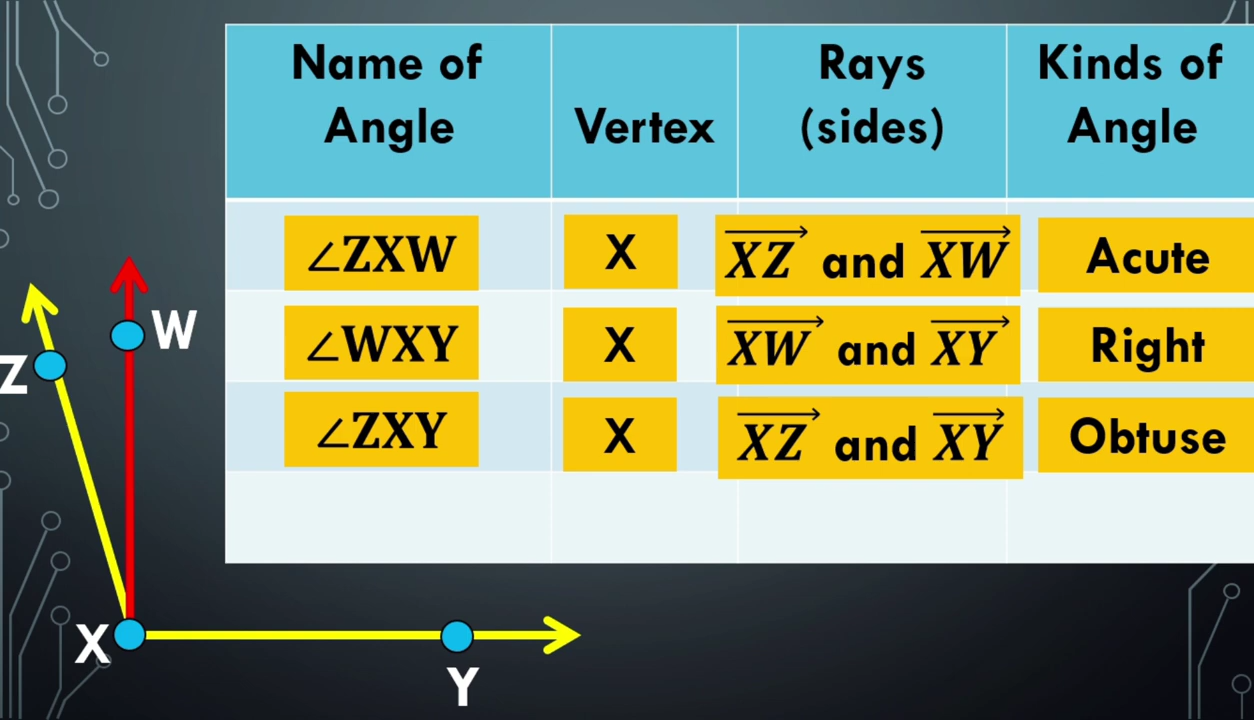 Name of Angle Vertex Rays (sides) Kinds of Angle
∠ZXW X XZ and XW Acute
∠WXY X XW and XY Right
∠ZXY X XZ and XY Obtuse
W
Z
X
Y